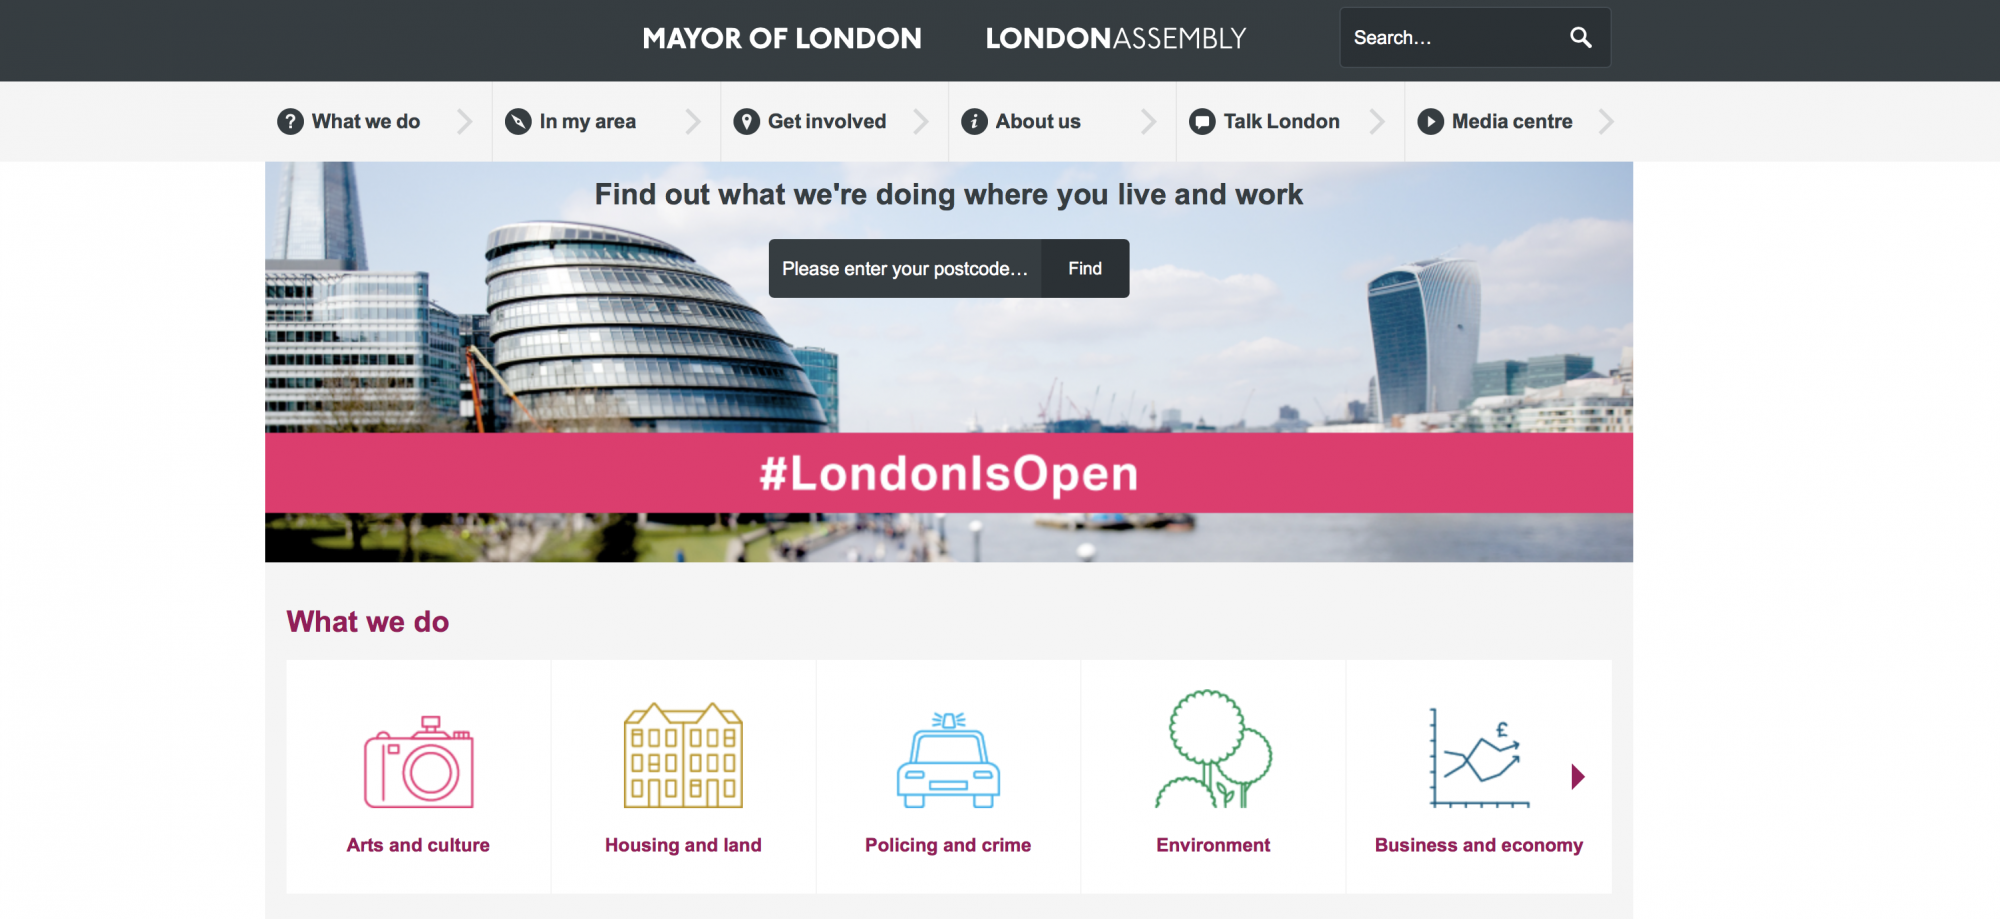 MAYOR OF LONDON
LONDONASSEMBLY
Search...
What we do
In my area
Get involved
About us
Talk London
Media centre
Find out what we're doing where you live and work
Please enter your postcode...
Find
#LondonIsOpen
What we do
£
Arts and culture
Housing and land
Policing and crime
Environment
Business and economy